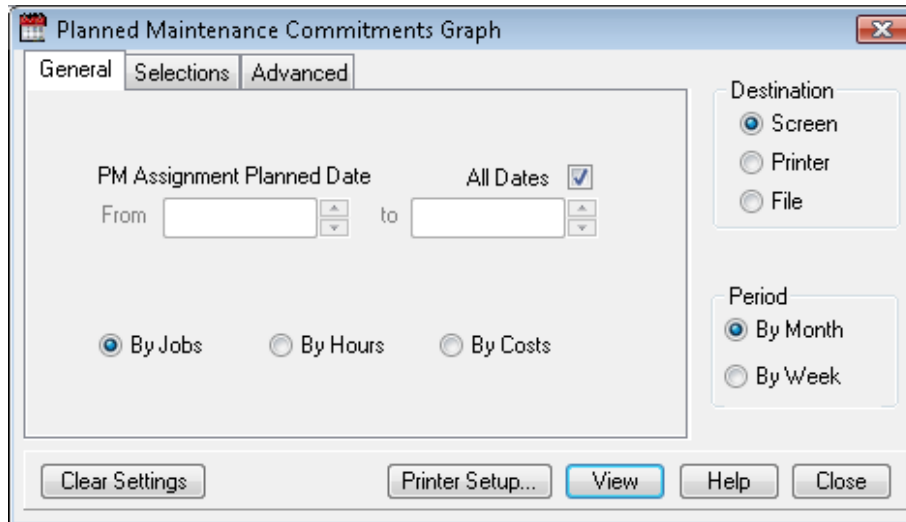 Planned Maintenance Commitments Graph
General Selections Advanced
PM Assignment Planned Date All Dates
From to
By Jobs By Hours By Costs
Destination
Screen
Printer
File
Period
By Month
By Week
Clear Settings Printer Setup... View Help Close